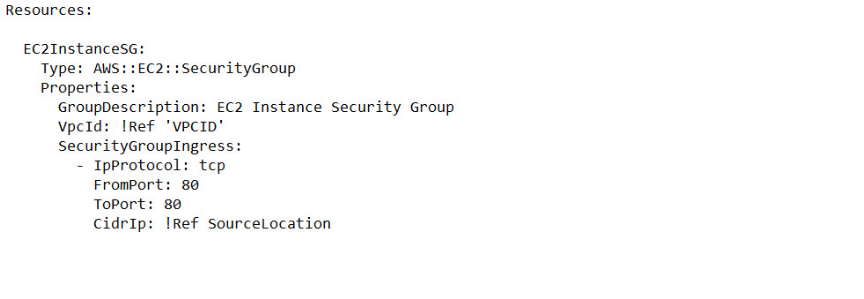 Resources:
EC2InstanceSG:
Type: AWS::EC2::SecurityGroup
Properties:
GroupDescription: EC2 Instance Security Group
VpcId: !Ref 'VPCID'
SecurityGroupIngress:
- IpProtocol: tcp
FromPort: 80
ToPort: 80
CidrIp: !Ref SourceLocation